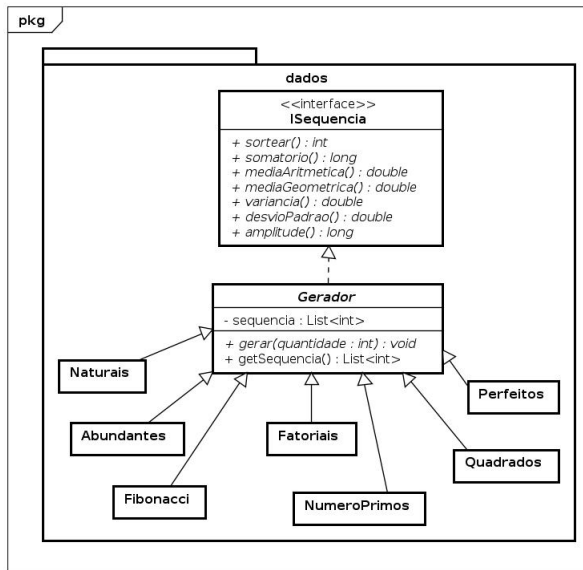 pkg
dados
<<interface>>
ISequencia
+ sortear() : int
+ somatorio() : long
+ mediaAritmetica() : double
+ mediaGeometrica() : double
+ variancia() : double
+ desvioPadrao() : double
+ amplitude() : long
Gerador
- sequencia : List<int>
+ gerar(quantidade : int) : void
+ getSequencia() : List<int>
Naturais
Perfeitos
Abundantes
Fatoriais
Quadrados
Fibonacci
NumeroPrimos